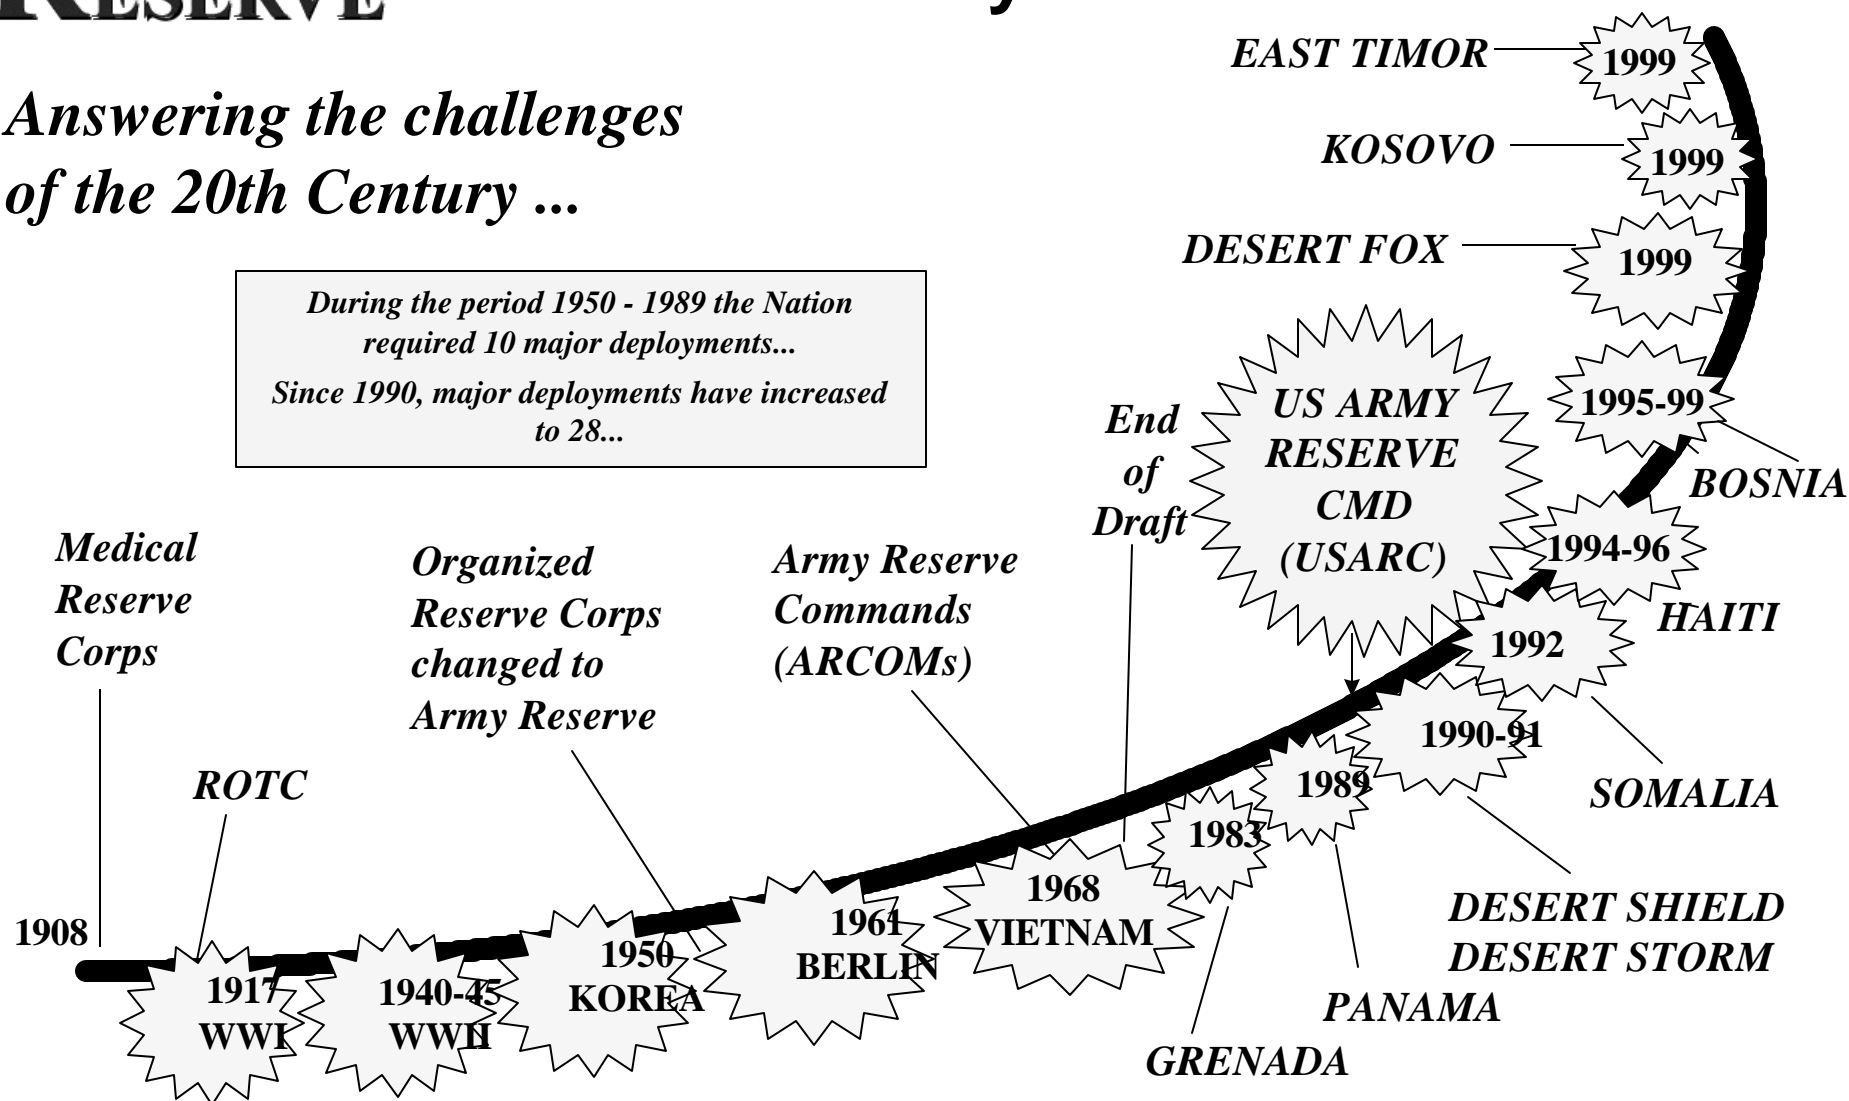 RESERVE
Answering the challenges
of the 20th Century ...
During the period 1950 - 1989 the Nation
required 10 major deployments...
Since 1990, major deployments have increased
to 28...
EAST TIMOR
1999
KOSOVO
1999
DESERT FOX
1999
1995-99
BOSNIA
US ARMY
RESERVE
CMD
(USARC)
End
of
Draft
1994-96
HAITI
1992
SOMALIA
1990-91
DESERT SHIELD
DESERT STORM
1989
PANAMA
1983
GRENADA
Medical
Reserve
Corps
ROTC
Organized
Reserve Corps
changed to
Army Reserve
Army Reserve
Commands
(ARCOMs)
1908
1917
WWI
1940-45
WWII
1950
KOREA
1961
BERLIN
1968
VIETNAM